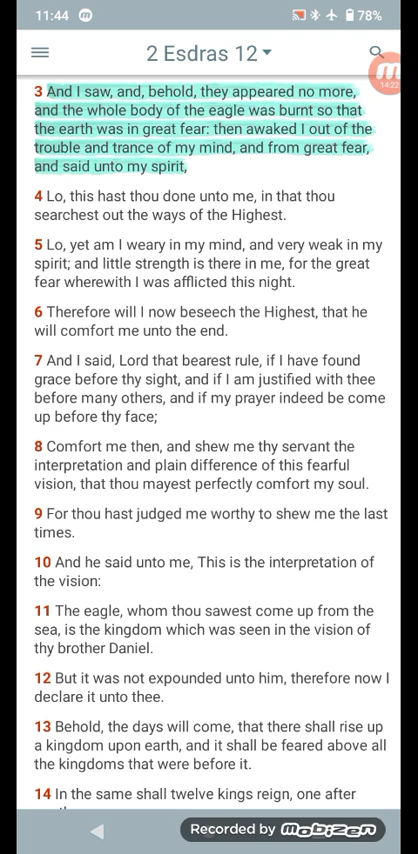 11:44
78%
2 Esdras 12
14:22
3 And I saw, and, behold, they appeared no more,
and the whole body of the eagle was burnt so that
the earth was in great fear: then awaked I out of the
trouble and trance of my mind, and from great fear,
and said unto my spirit,
4 Lo, this hast thou done unto me, in that thou
searchest out the ways of the Highest.
5 Lo, yet am I weary in my mind, and very weak in my
spirit; and little strength is there in me, for the great
fear wherewith I was afflicted this night.
6 Therefore will I now beseech the Highest, that he
will comfort me unto the end.
7 And I said, Lord that bearest rule, if I have found
grace before thy sight, and if I am justified with thee
before many others, and if my prayer indeed be come
up before thy face;
8 Comfort me then, and shew me thy servant the
interpretation and plain difference of this fearful
vision, that thou mayest perfectly comfort my soul.
9 For thou hast judged me worthy to shew me the last
times.
10 And he said unto me, This is the interpretation of
the vision:
11 The eagle, whom thou sawest come up from the
sea, is the kingdom which was seen in the vision of
thy brother Daniel.
12 But it was not expounded unto him, therefore now I
declare it unto thee.
13 Behold, the days will come, that there shall rise up
a kingdom upon earth, and it shall be feared above all
the kingdoms that were before it.
14 In the same shall twelve kings reign, one after
Recorded by mobizen